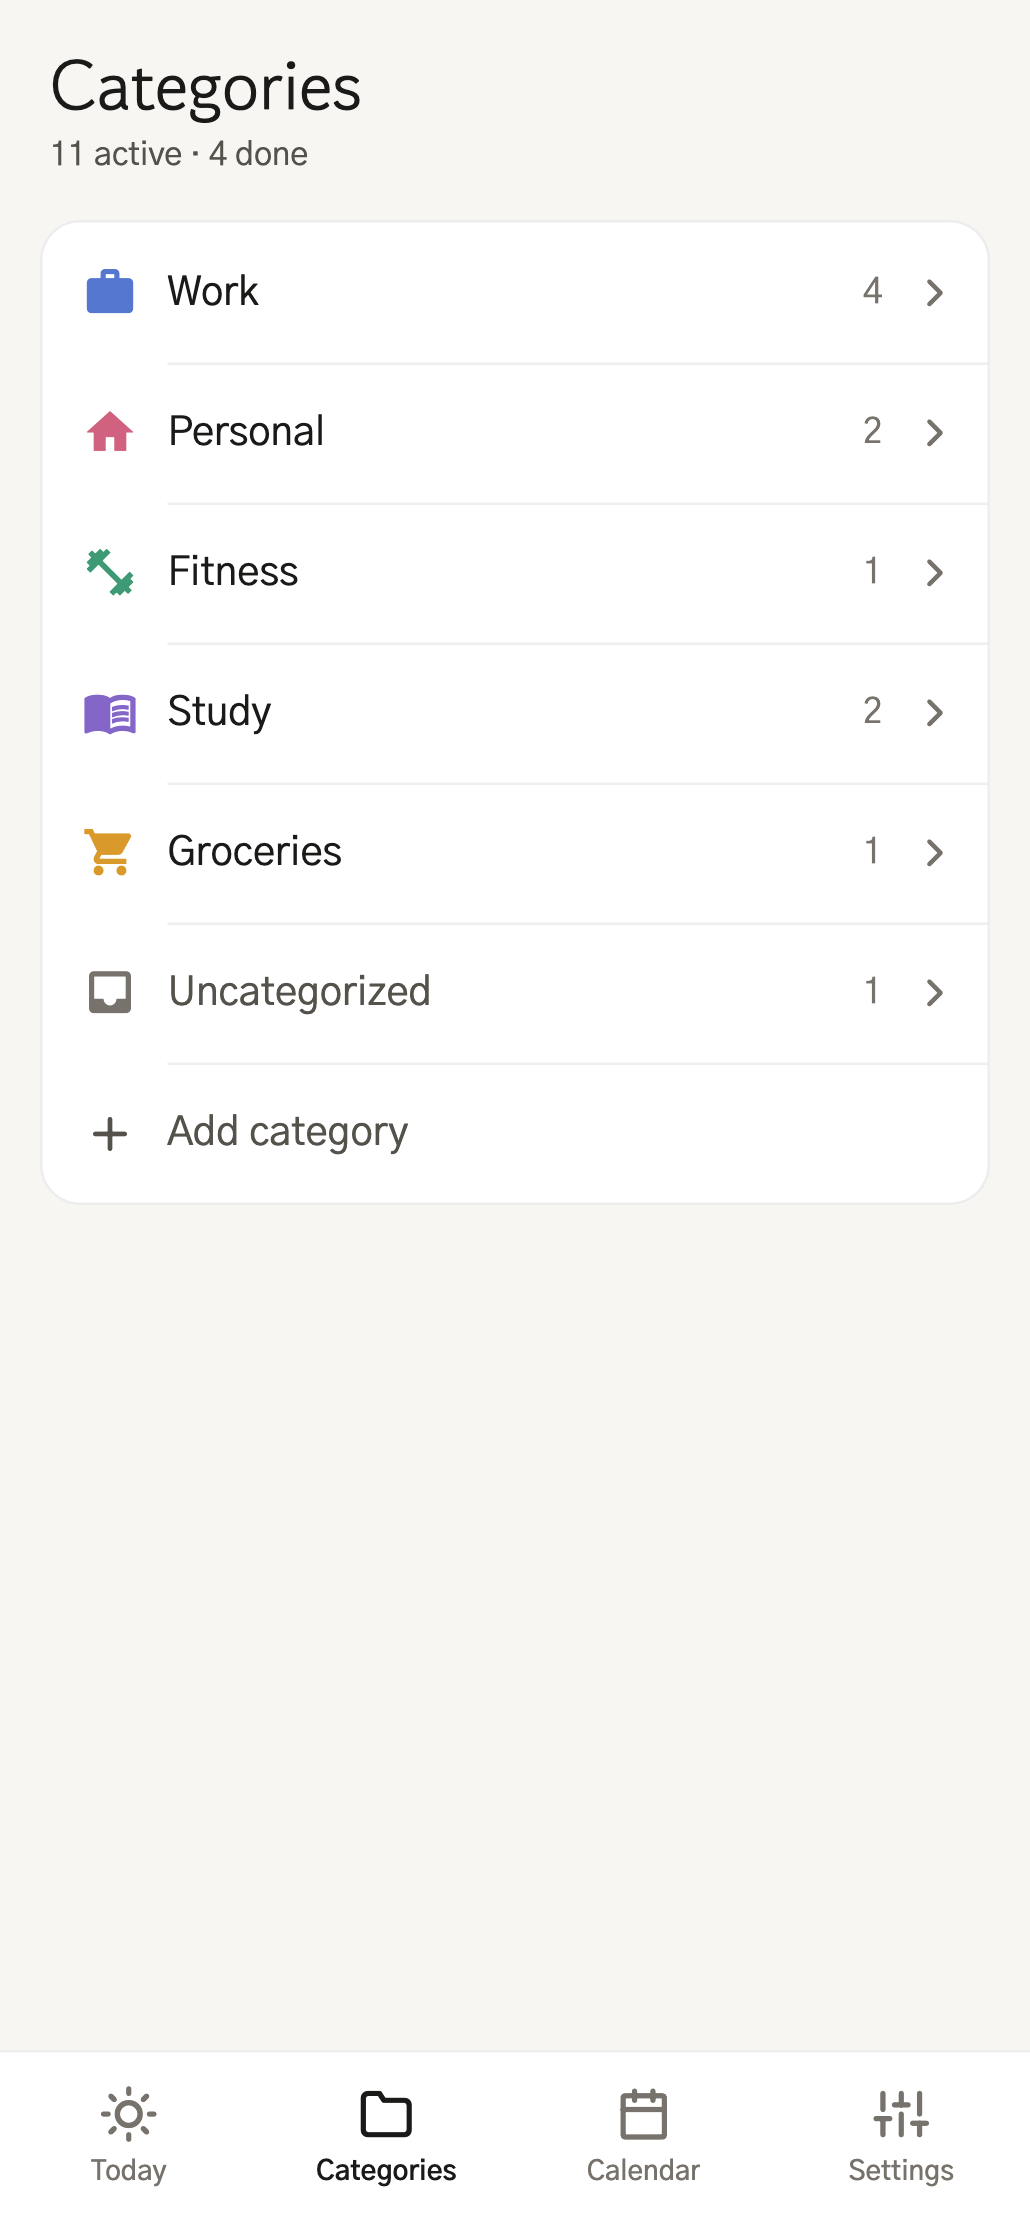 Categories
11 active · 4 done
Work 4
Personal 2
Fitness 1
Study 2
Groceries 1
Uncategorized 1
Add category
Today Categories Calendar Settings